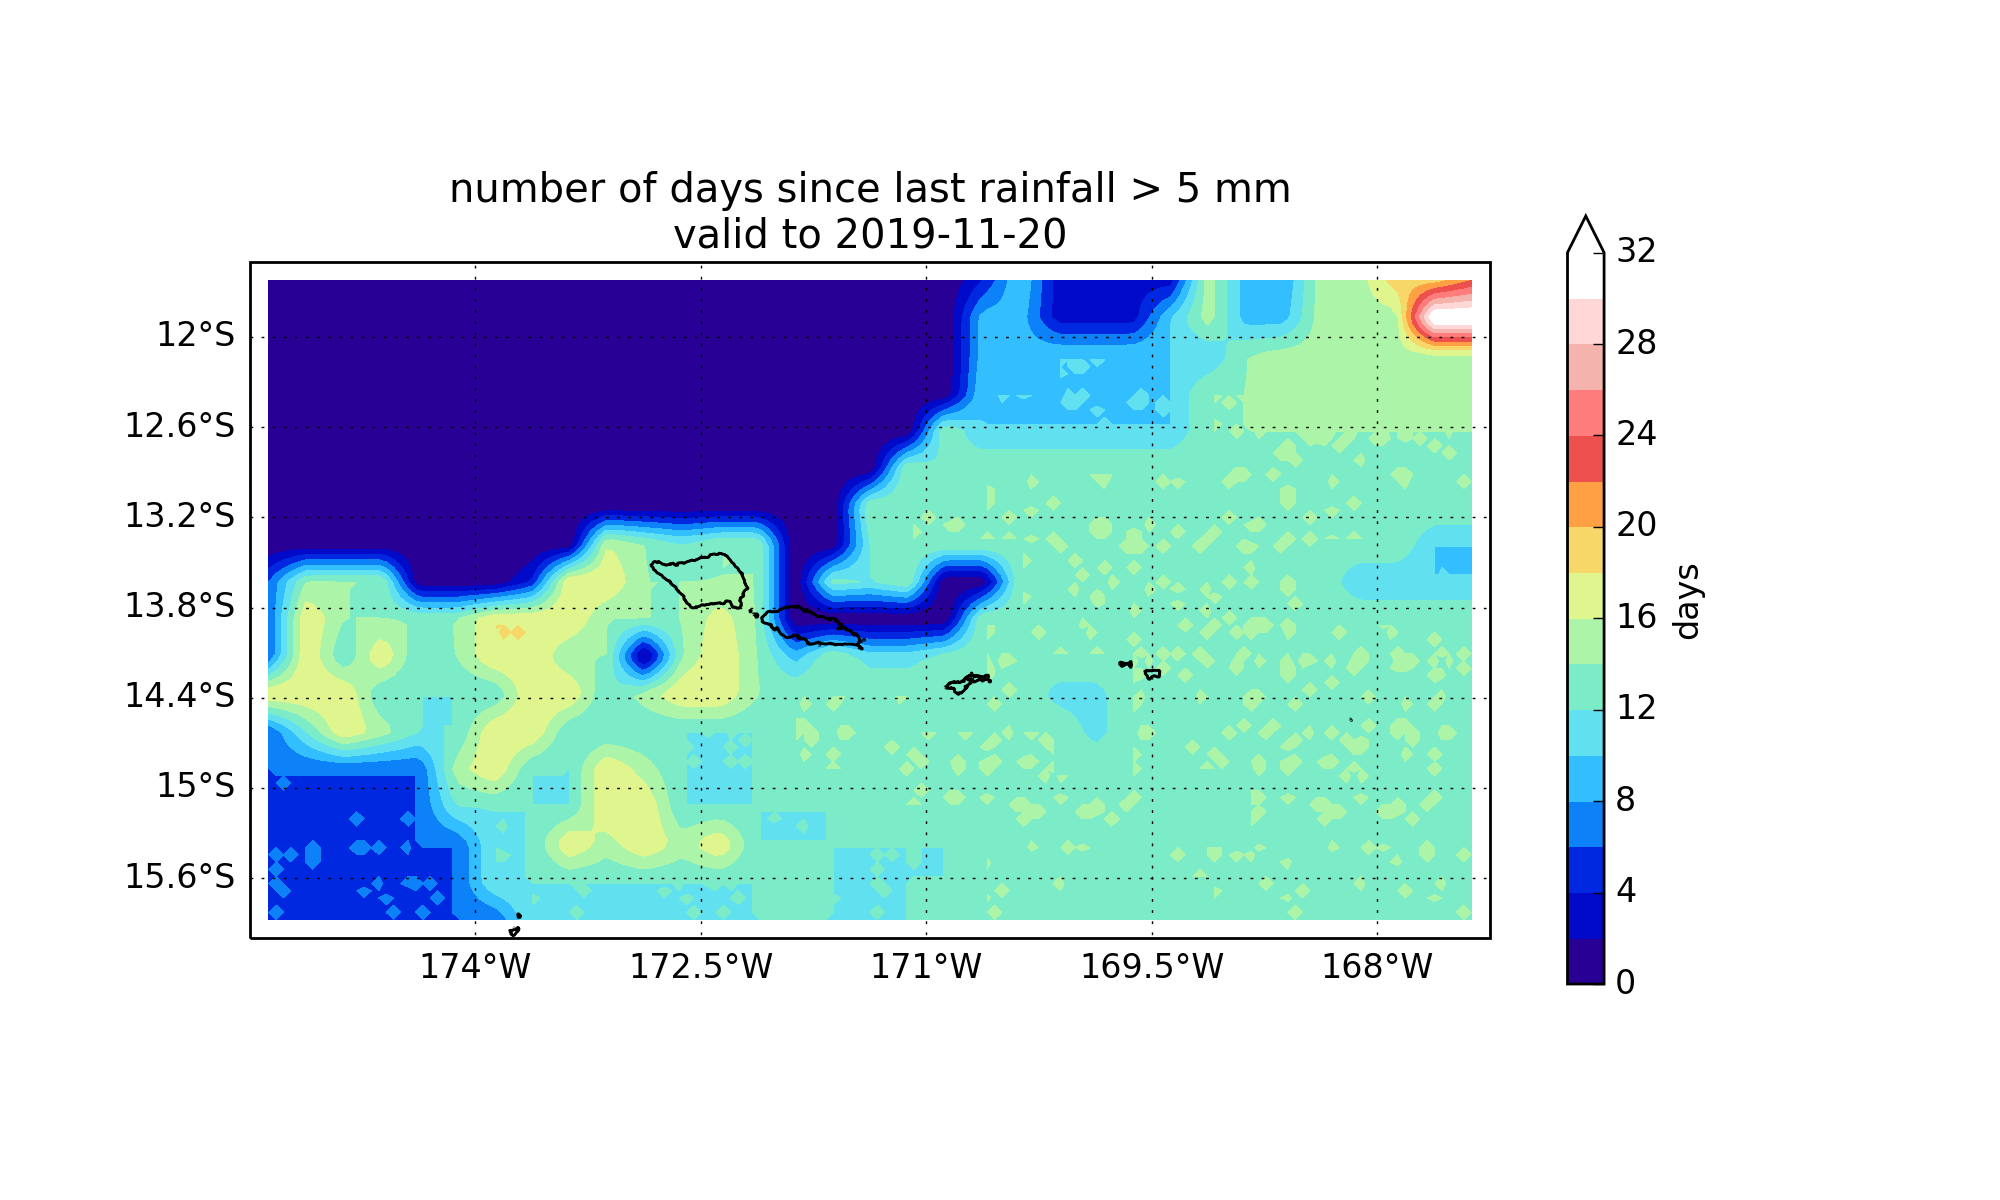 number of days since last rainfall > 5 mm
valid to 2019-11-20
12°S
12.6°S
13.2°S
13.8°S
14.4°S
15°S
15.6°S
174°W
172.5°W
171°W
169.5°W
168°W
32
28
24
20
16
12
8
4
0
days